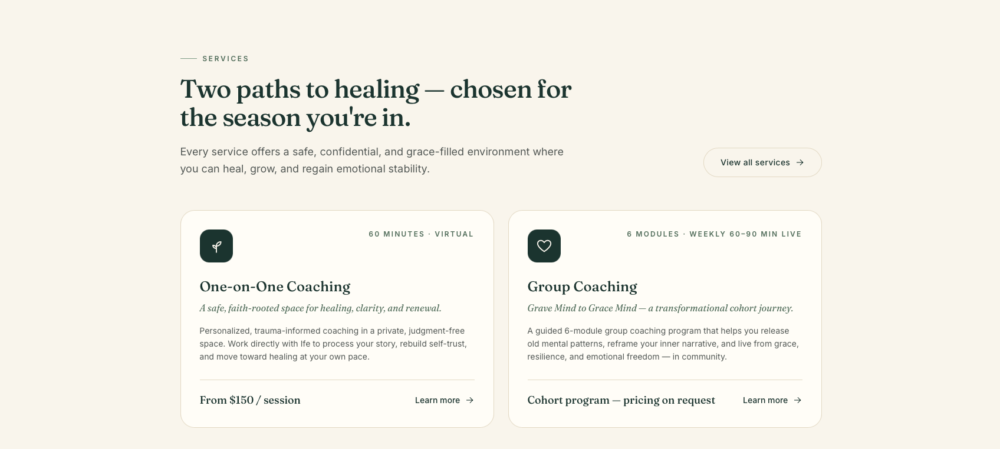 SERVICES
Two paths to healing — chosen for
the season you're in.
Every service offers a safe, confidential, and grace-filled environment where
you can heal, grow, and regain emotional stability.
View all services →
60 MINUTES · VIRTUAL
One-on-One Coaching
A safe, faith-rooted space for healing, clarity, and renewal.
Personalized, trauma-informed coaching in a private, judgment-free
space. Work directly with Ife to process your story, rebuild self-trust,
and move toward healing at your own pace.
From $150 / session
Learn more →
6 MODULES · WEEKLY 60–90 MIN LIVE
Group Coaching
Grave Mind to Grace Mind — a transformational cohort journey.
A guided 6-module group coaching program that helps you release
old mental patterns, reframe your inner narrative, and live from grace,
resilience, and emotional freedom — in community.
Cohort program — pricing on request
Learn more →